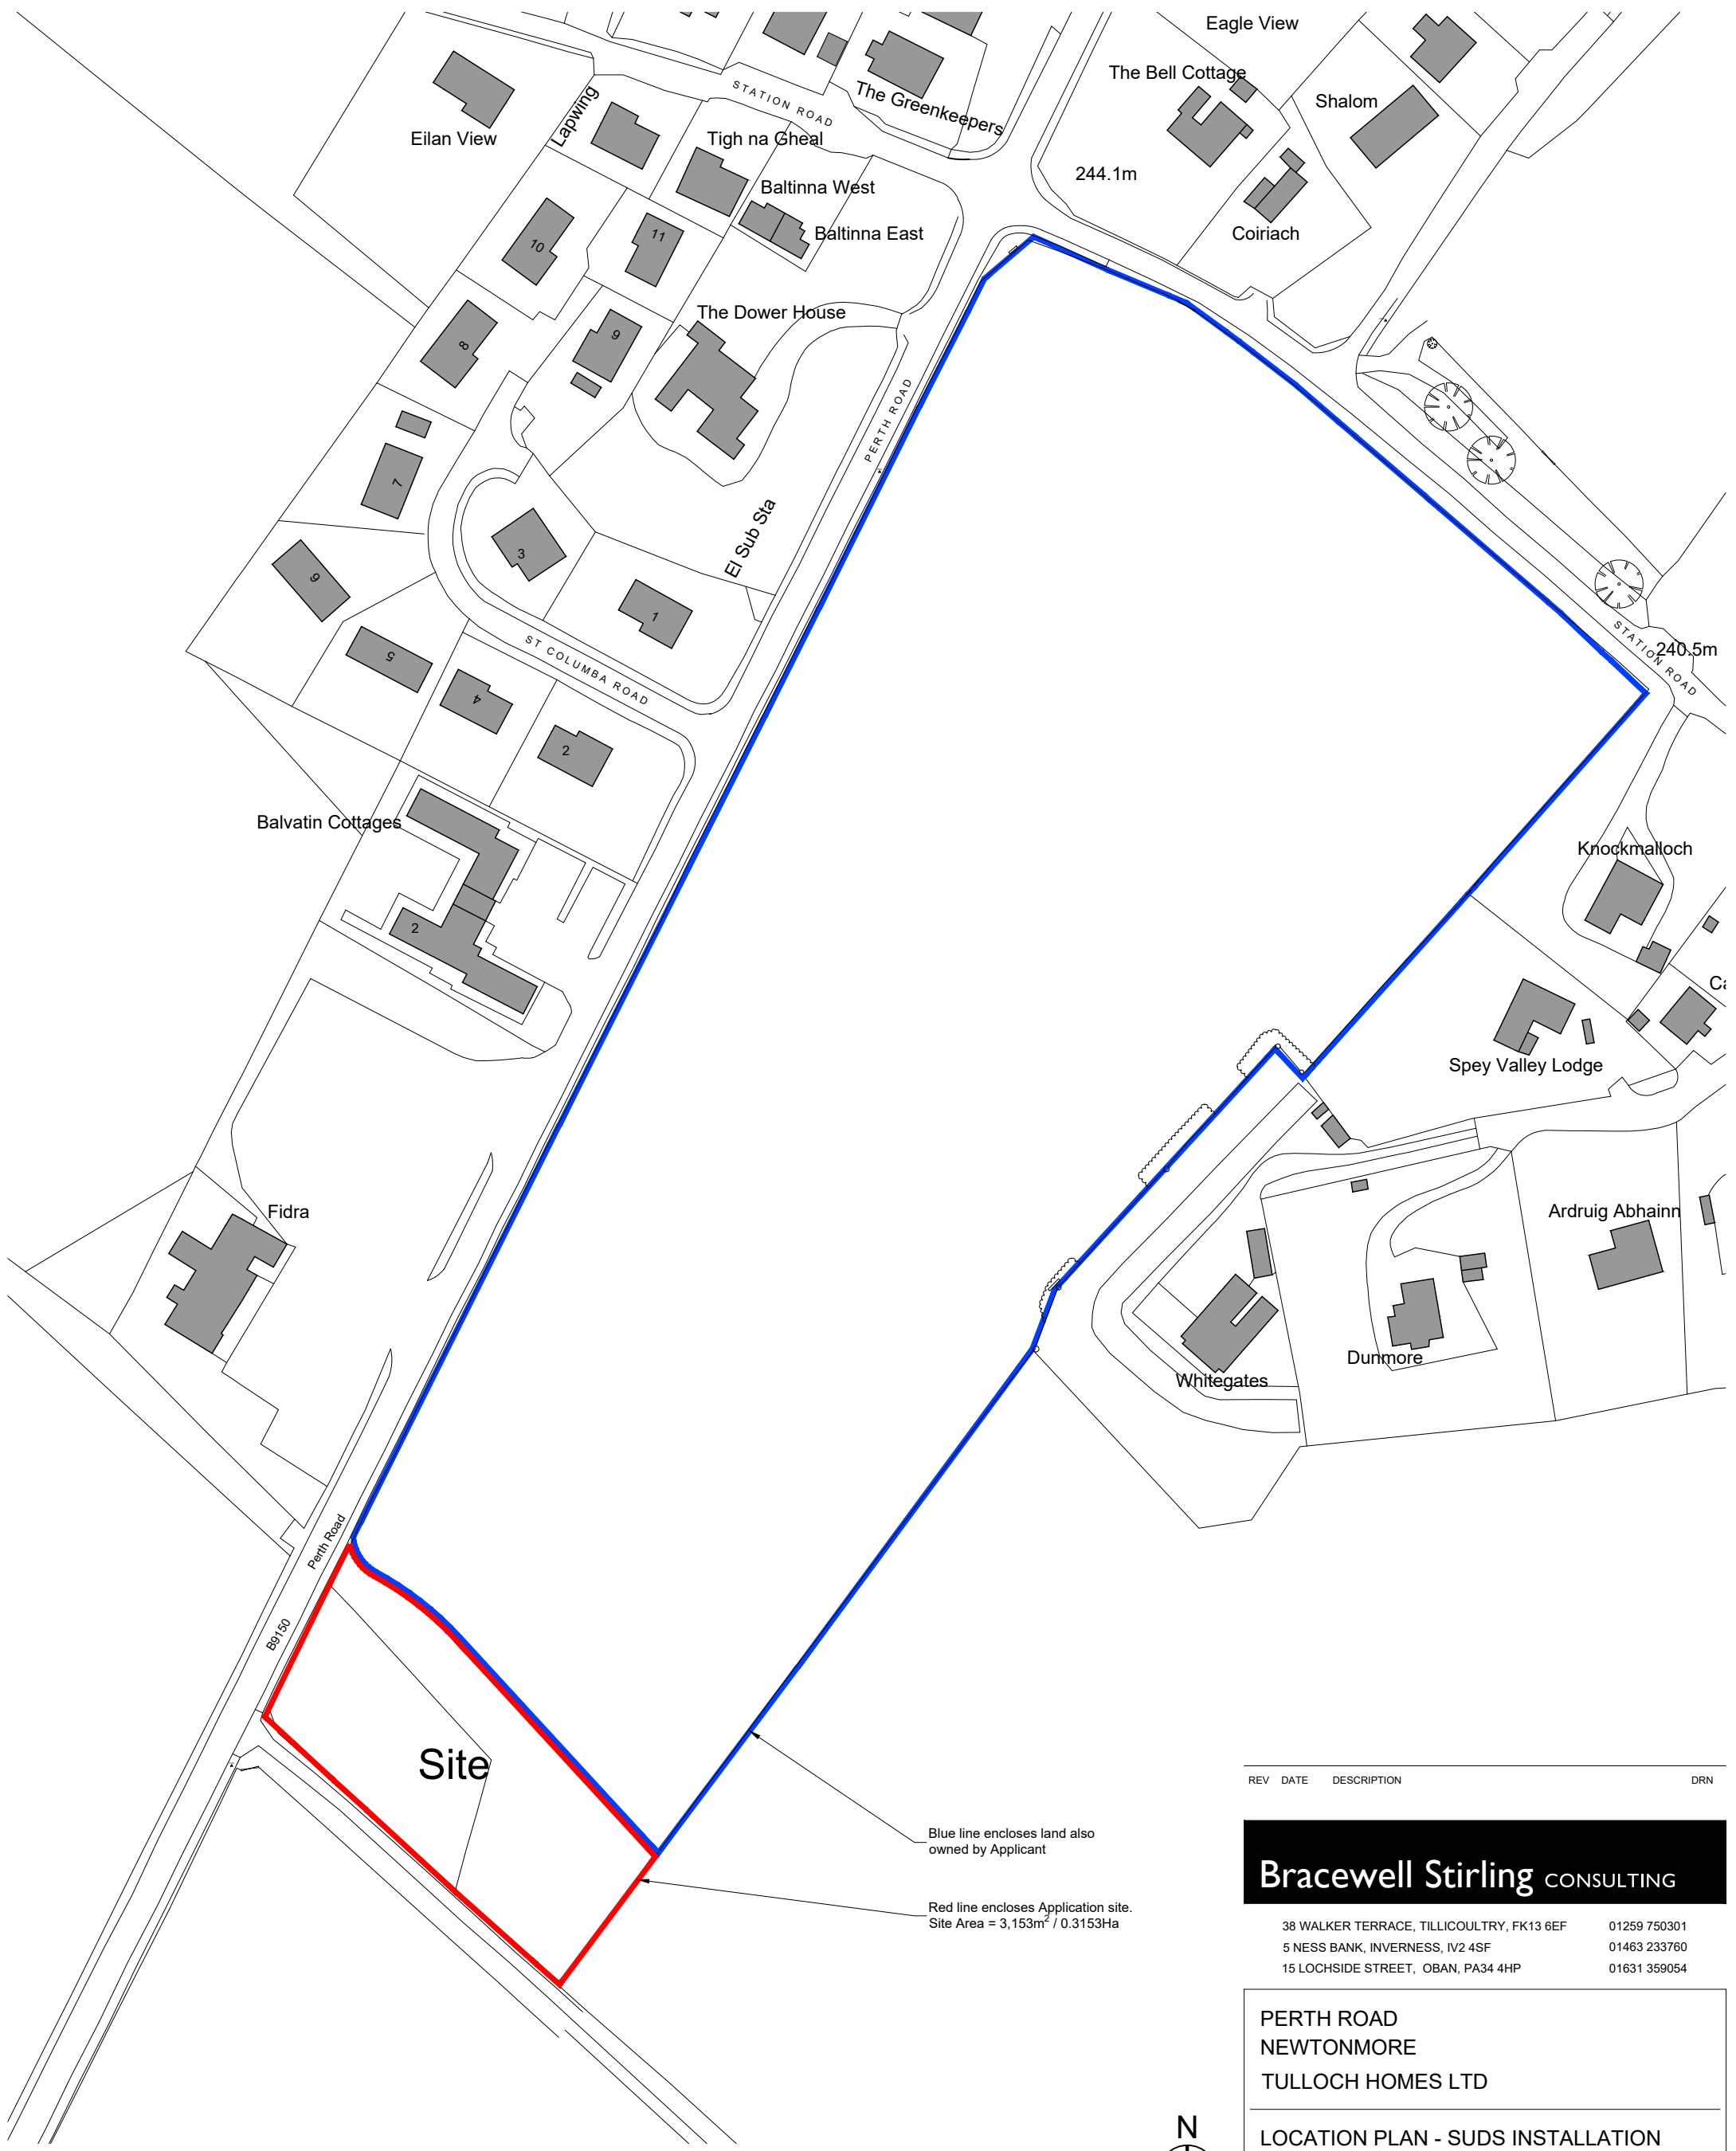 Eagle View
The Bell Cottage
Shalom
STATION ROAD
The Greenkeepers
Lapwing
Eilan View
Tigh na Gheal
244.1m
Baltinna West
Baltinna East
Coiriach
10
11
The Dower House
8
9
PERTH ROAD
7
El Sub Sta
3
6
1
ST COLUMBA ROAD
5
4
2
STATION ROAD
240.5m
Balvatin Cottages
2
Knockmalloch
Spey Valley Lodge
Fidra
Ardruig Abhainn
Dunmore
Whitegates
Perth Road
B9150
Site
Blue line encloses land also
owned by Applicant
Red line encloses Application site.
Site Area = 3,153m² / 0.3153Ha
REV DATE DESCRIPTION DRN
Bracewell Stirling CONSULTING
38 WALKER TERRACE, TILLICOULTRY, FK13 6EF 01259 750301
5 NESS BANK, INVERNESS, IV2 4SF 01463 233760
15 LOCHSIDE STREET, OBAN, PA34 4HP 01631 359054
PERTH ROAD
NEWTONMORE
TULLOCH HOMES LTD
LOCATION PLAN - SUDS INSTALLATION
N